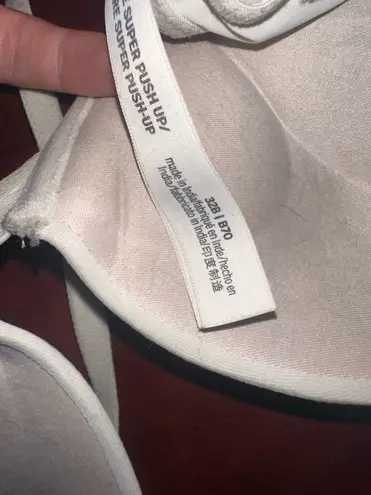 SUPER PUSH UP/
SUPER PUSH-UP
32B | B70
made in India/fabriqué en Inde/hecho en
India/fabbricato in India/印度制造